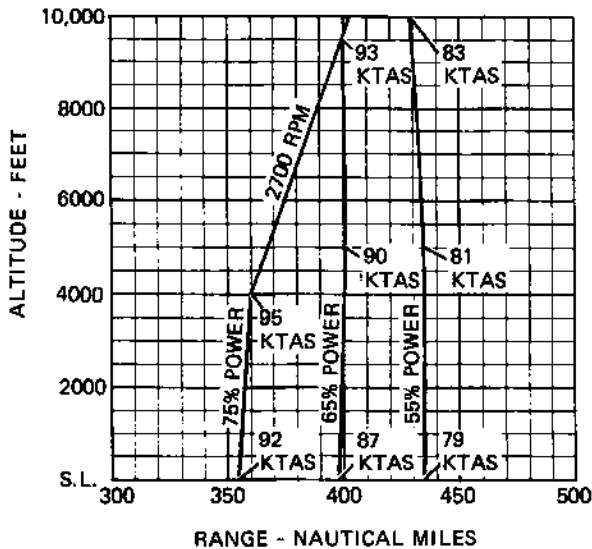 10,000
8000
6000
4000
2000
S.L.
ALTITUDE - FEET
93
KTAS
83
KTAS
2700 RPM
90
KTAS
81
KTAS
95
KTAS
75% POWER
65% POWER
55% POWER
92
KTAS
87
KTAS
79
KTAS
300
350
400
450
500
RANGE - NAUTICAL MILES